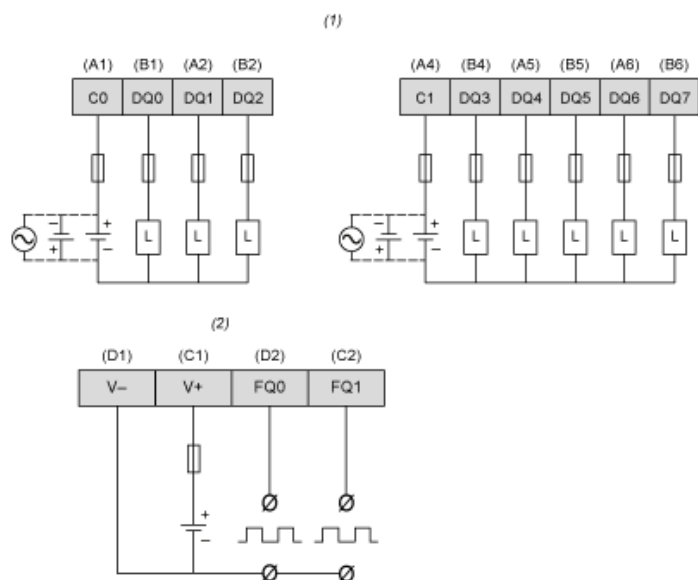 (1)
(A1) (B1) (A2) (B2) (A4) (B4) (A5) (B5) (A6) (B6)
C0 DQ0 DQ1 DQ2 C1 DQ3 DQ4 DQ5 DQ6 DQ7
− + + −
L L L L L L L L
+ − + −
(2)
(D1) (C1) (D2) (C2)
V− V+ FQ0 FQ1
+
−